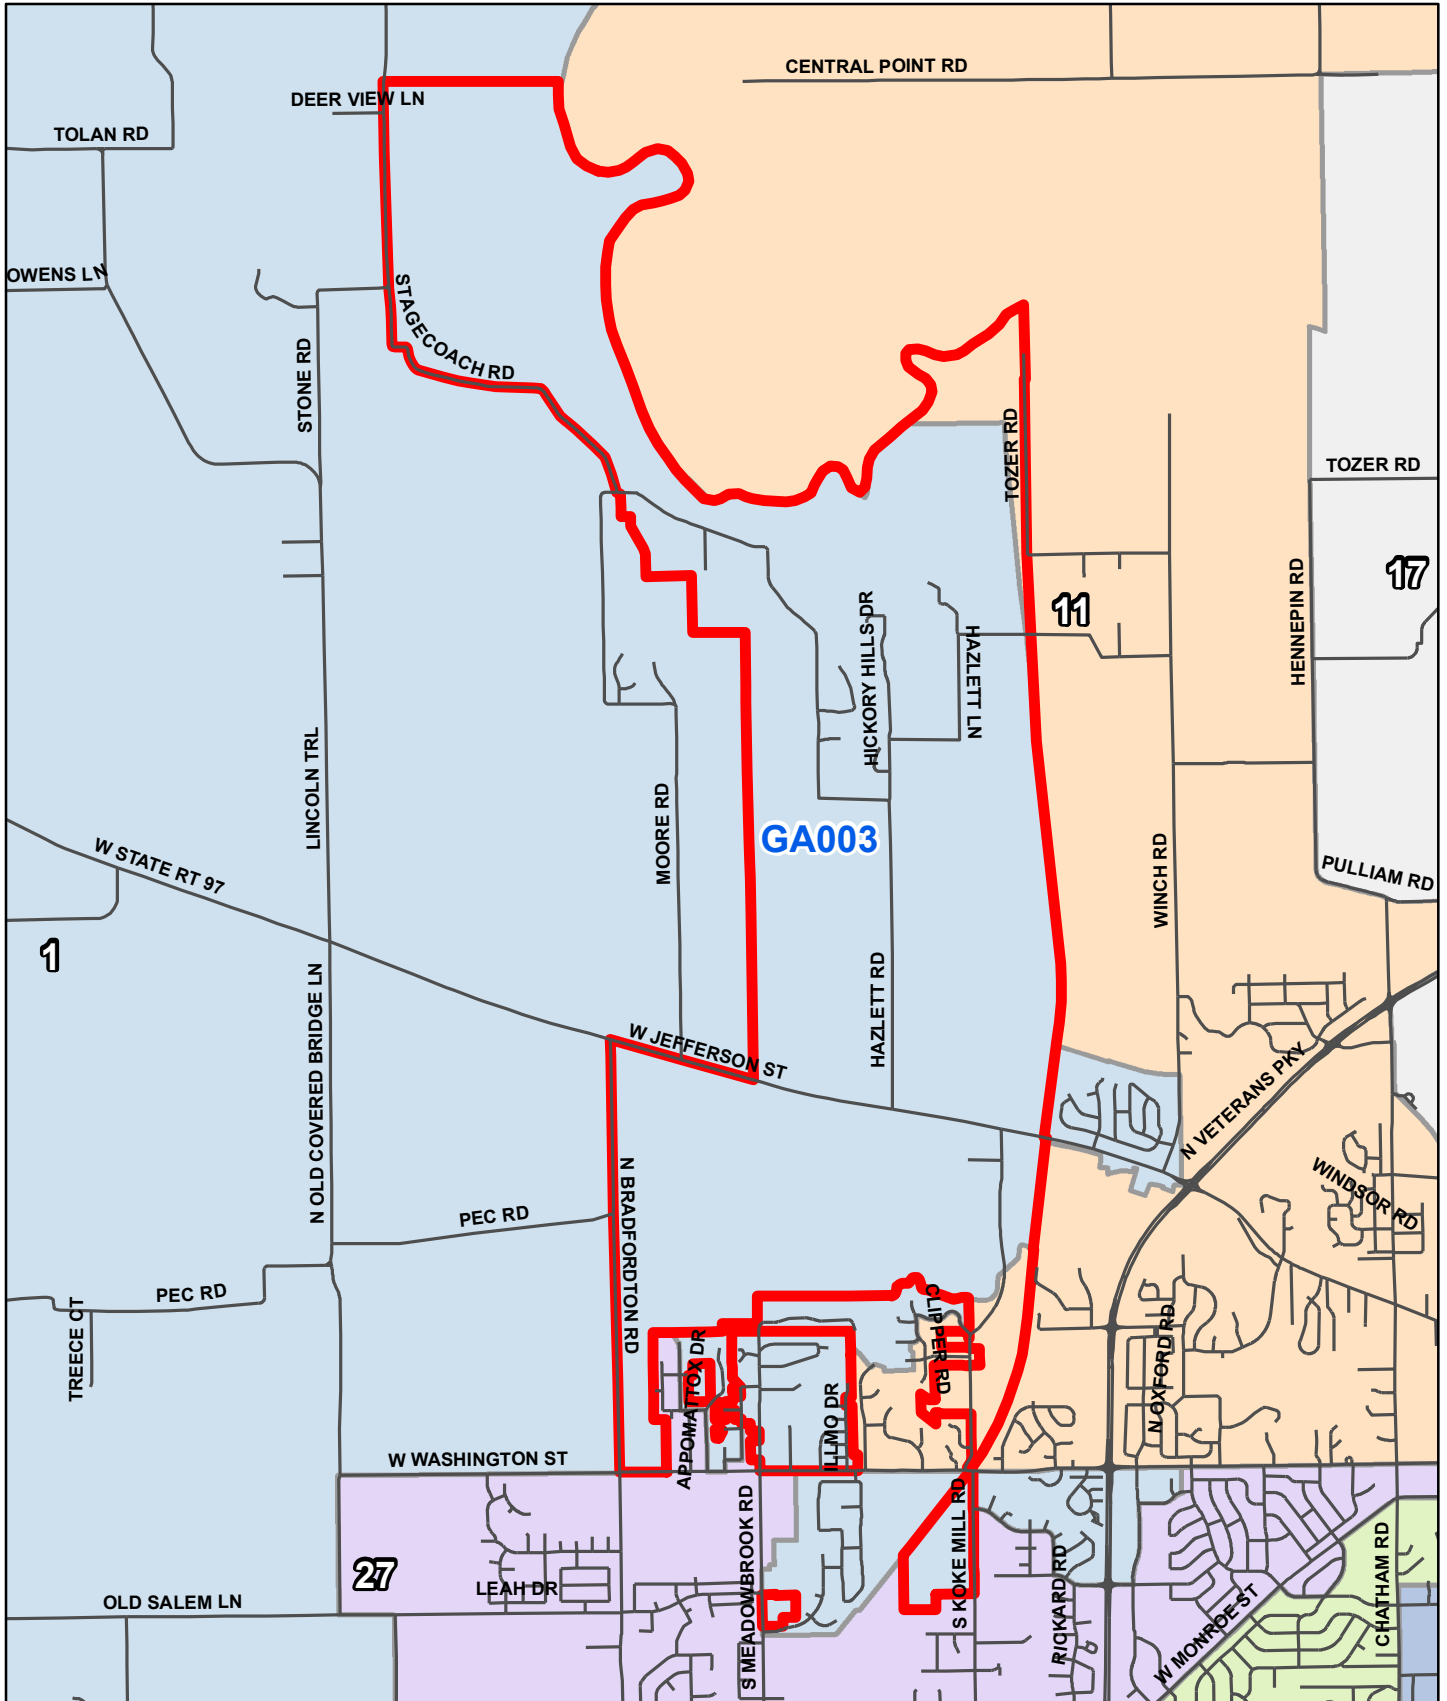 CENTRAL POINT RD
DEER VIEW LN
TOLAN RD
OWENS LN
STAGECOACH RD
STONE RD
TOZER RD
TOZER RD
17
11
HENNEPIN RD
HICKORY HILLS DR
HAZLETT LN
LINCOLN TRL
MOORE RD
GA003
W STATE RT 97
WINCH RD
PULLIAM RD
1
HAZLETT RD
N OLD COVERED BRIDGE LN
W JEFFERSON ST
N VETERANS PKY
WINDSOR RD
N BRADFORDTON RD
PEC RD
PEC RD
TREECE CT
CLIPPER RD
APPOMATTOX DR
ILLMO DR
N OXFORD RD
W WASHINGTON ST
S MEADOWBROOK RD
S KOKE MILL RD
RICKARD RD
CHATHAM RD
27
LEAH DR
OLD SALEM LN
W MONROE ST